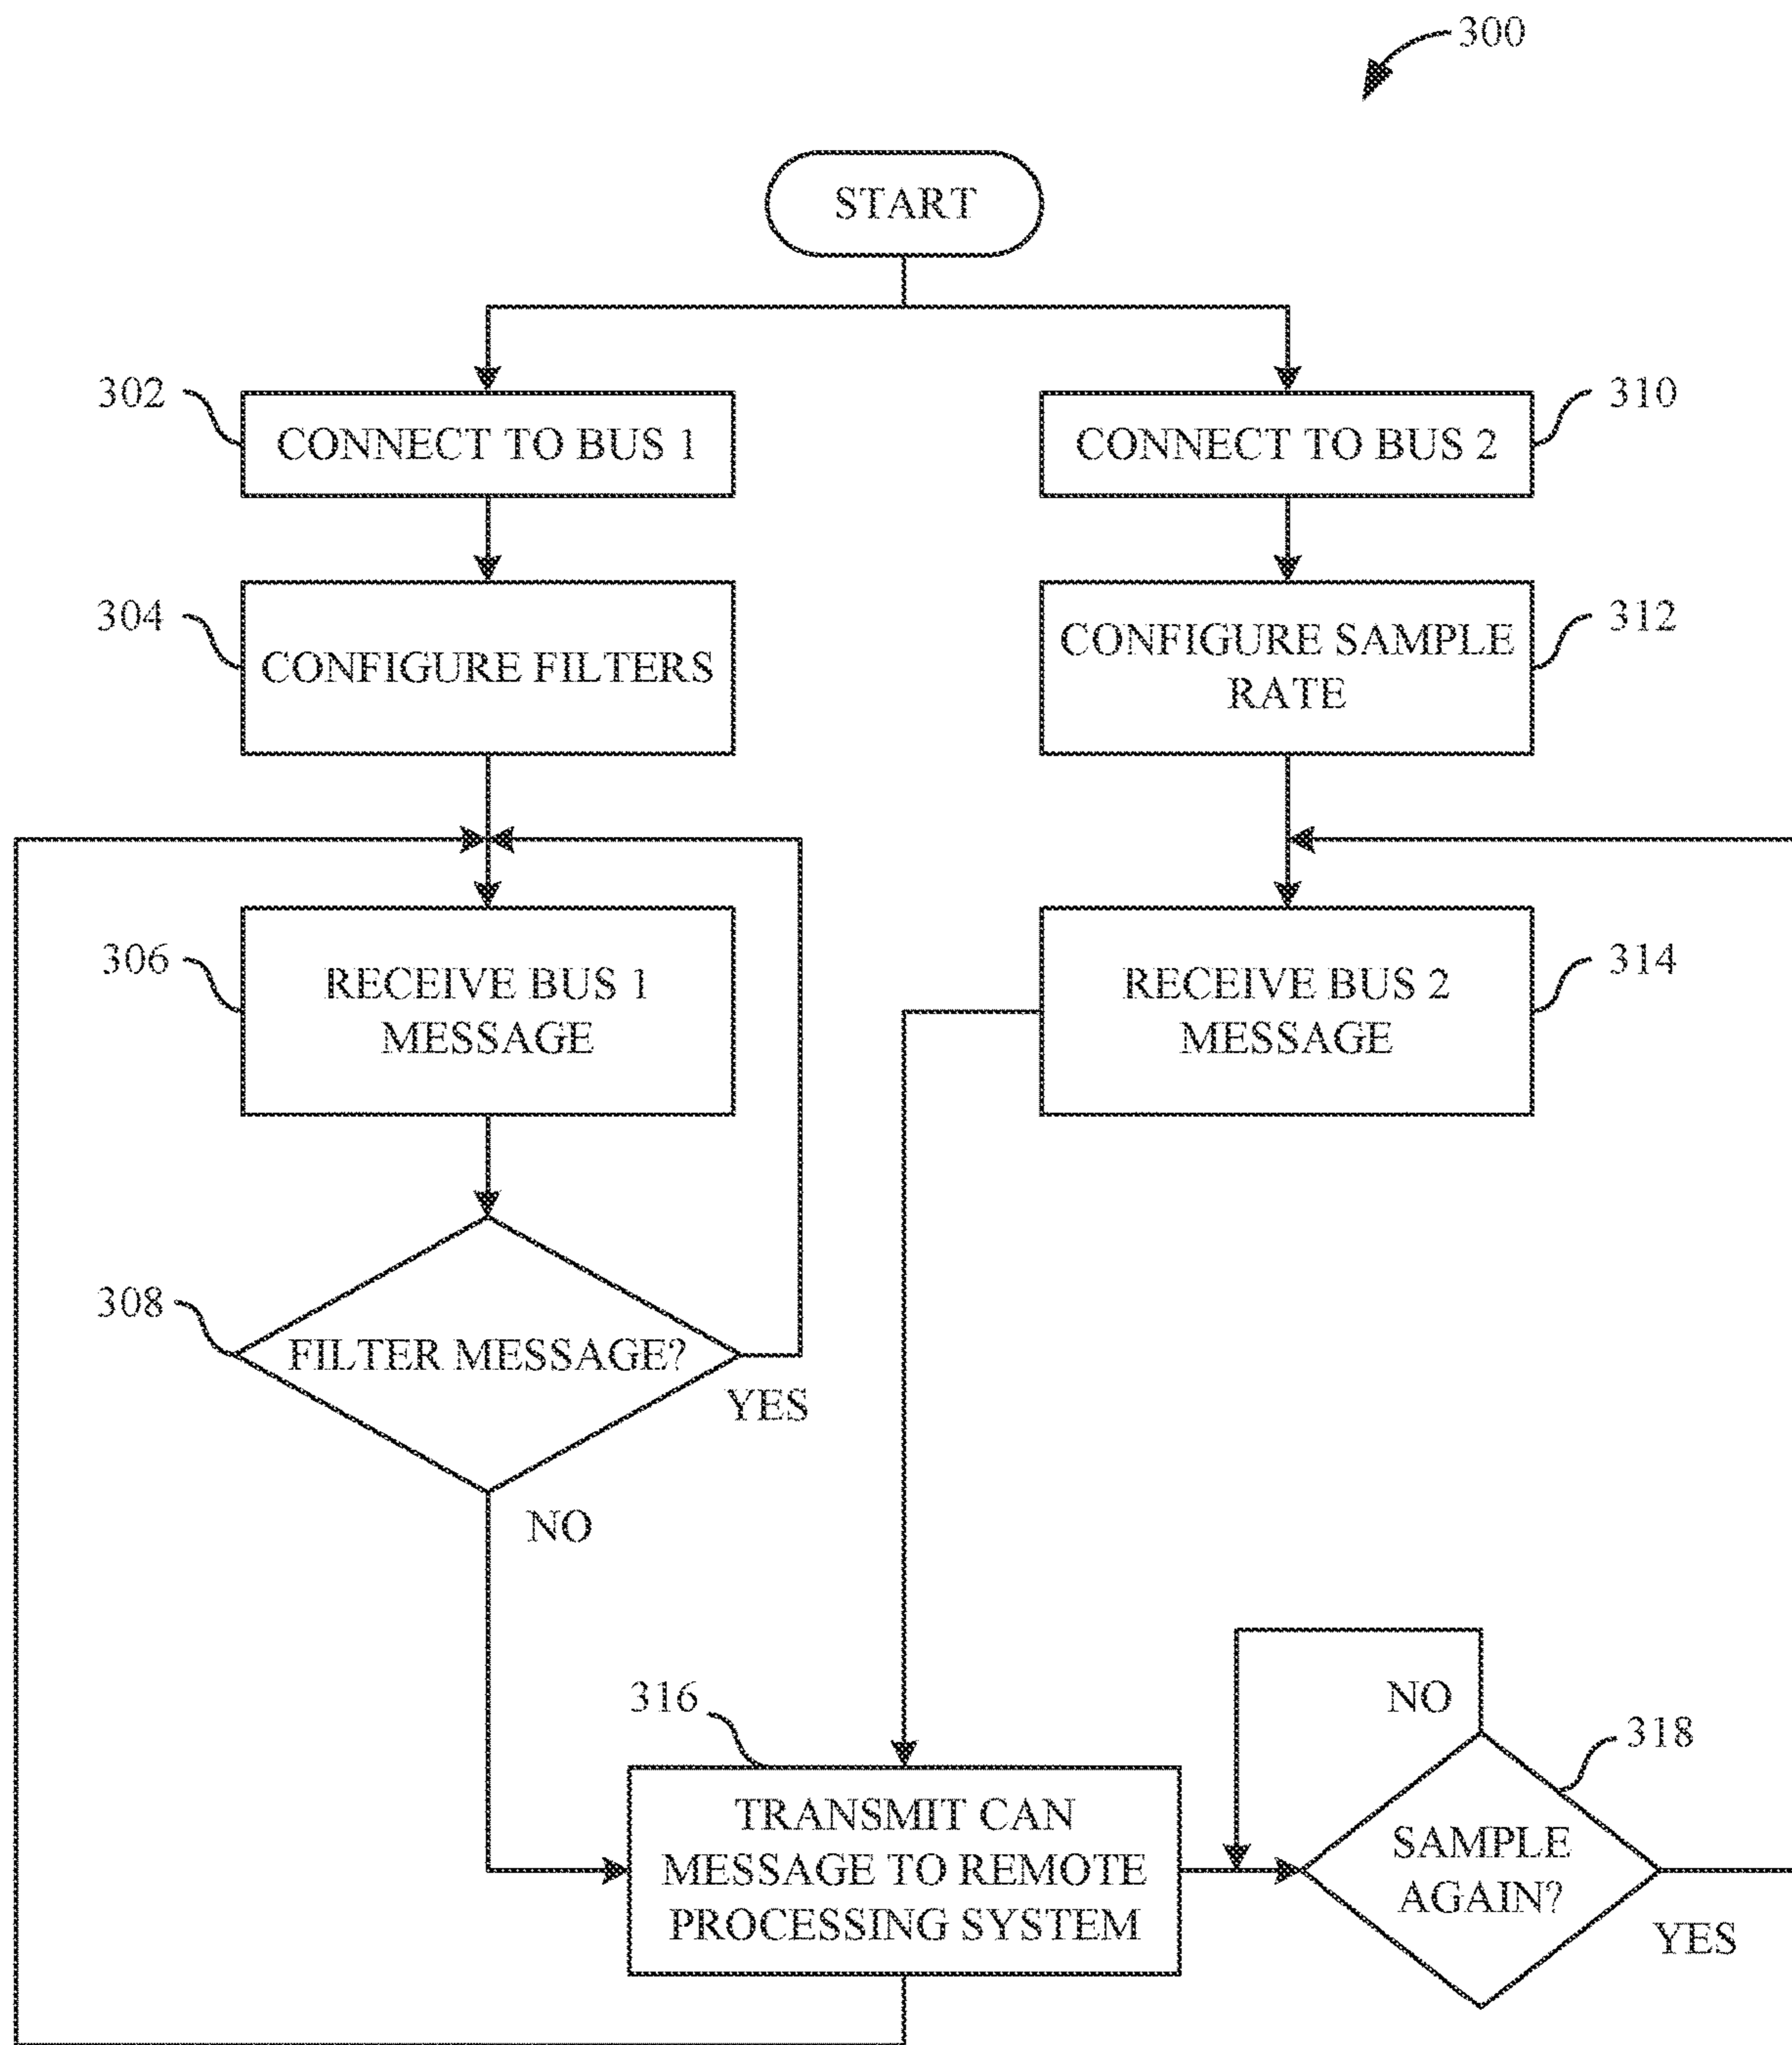 300
START
302
CONNECT TO BUS 1
CONNECT TO BUS 2
310
304
CONFIGURE FILTERS
CONFIGURE SAMPLE
RATE
312
306
RECEIVE BUS 1
MESSAGE
RECEIVE BUS 2
MESSAGE
314
308
FILTER MESSAGE?
YES
NO
316
TRANSMIT CAN
MESSAGE TO REMOTE
PROCESSING SYSTEM
NO
318
SAMPLE
AGAIN?
YES